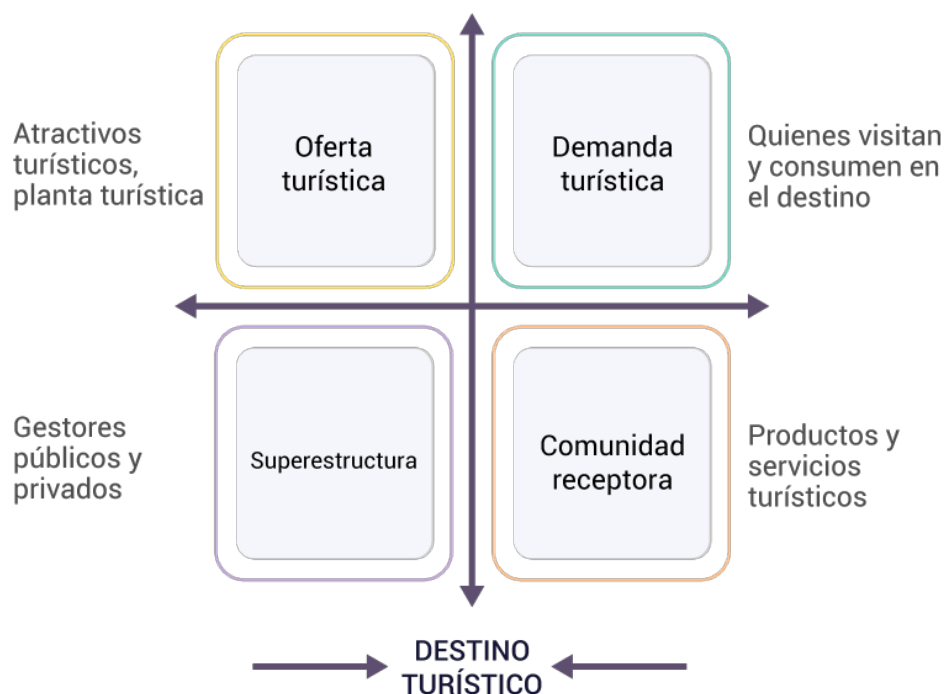 Atractivos
turísticos,
planta turística
Oferta
turística
Demanda
turística
Quienes visitan
y consumen en
el destino
Gestores
públicos y
privados
Superestructura
Comunidad
receptora
Productos y
servicios
turísticos
DESTINO
TURÍSTICO